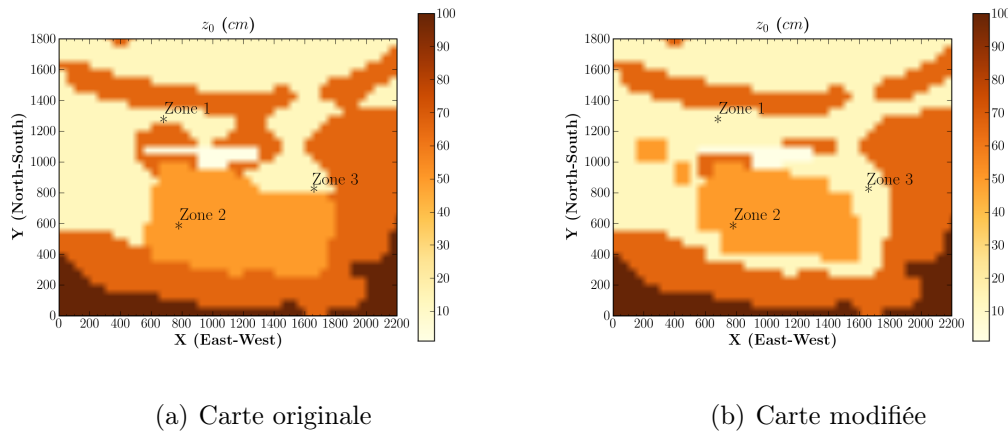 z₀ (cm)
1800
1600
1400
1200
1000
800
600
400
200
0
Y (North-South)
0 200 400 600 800 1000 1200 1400 1600 1800 2000 2200
X (East-West)
Zone 1
* Zone 2
* Zone 3
*
100
90
80
70
60
50
40
30
20
10
(a) Carte originale
z₀ (cm)
1800
1600
1400
1200
1000
800
600
400
200
0
Y (North-South)
0 200 400 600 800 1000 1200 1400 1600 1800 2000 2200
X (East-West)
Zone 1
* Zone 2
* Zone 3
*
100
90
80
70
60
50
40
30
20
10
(b) Carte modifiée